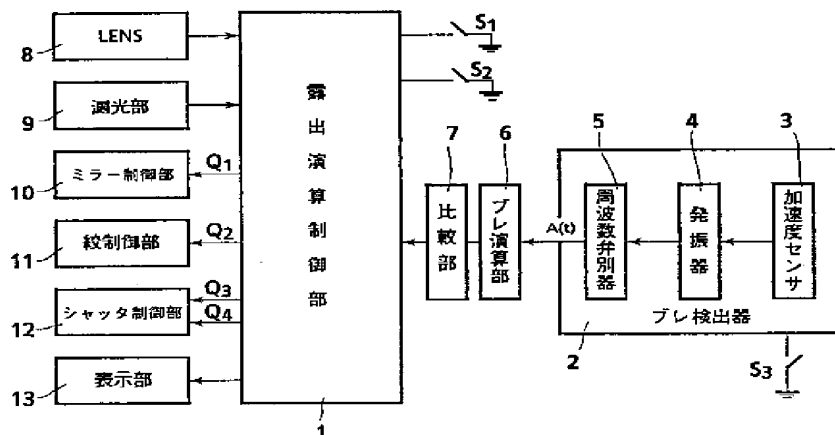 8 LENS
9 測光部
10 ミラー制御部
11 絞制御部
12 シャッタ制御部
13 表示部
Q1
Q2
Q3
Q4
露出演算制御部
1
S1
S2
7 比較部
6 ブレ演算部
A(t)
5 周波数弁別器
4 発振器
3 加速度センサ
2 ブレ検出器
S3